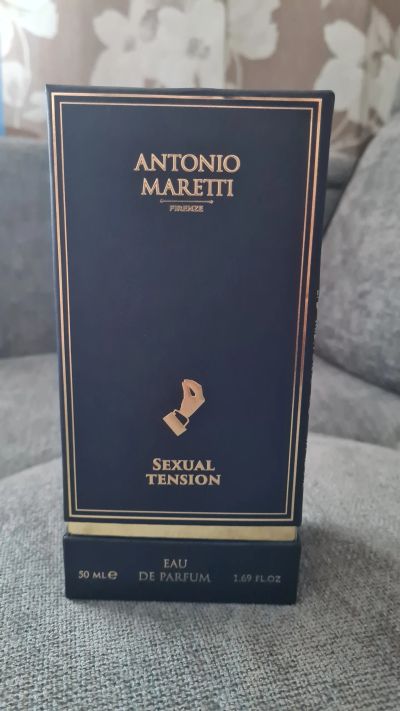 ANTONIO
MARETTI
FIRENZE
SEXUAL
TENSION
EAU
50 ML℮ DE PARFUM 1.69 FL.OZ